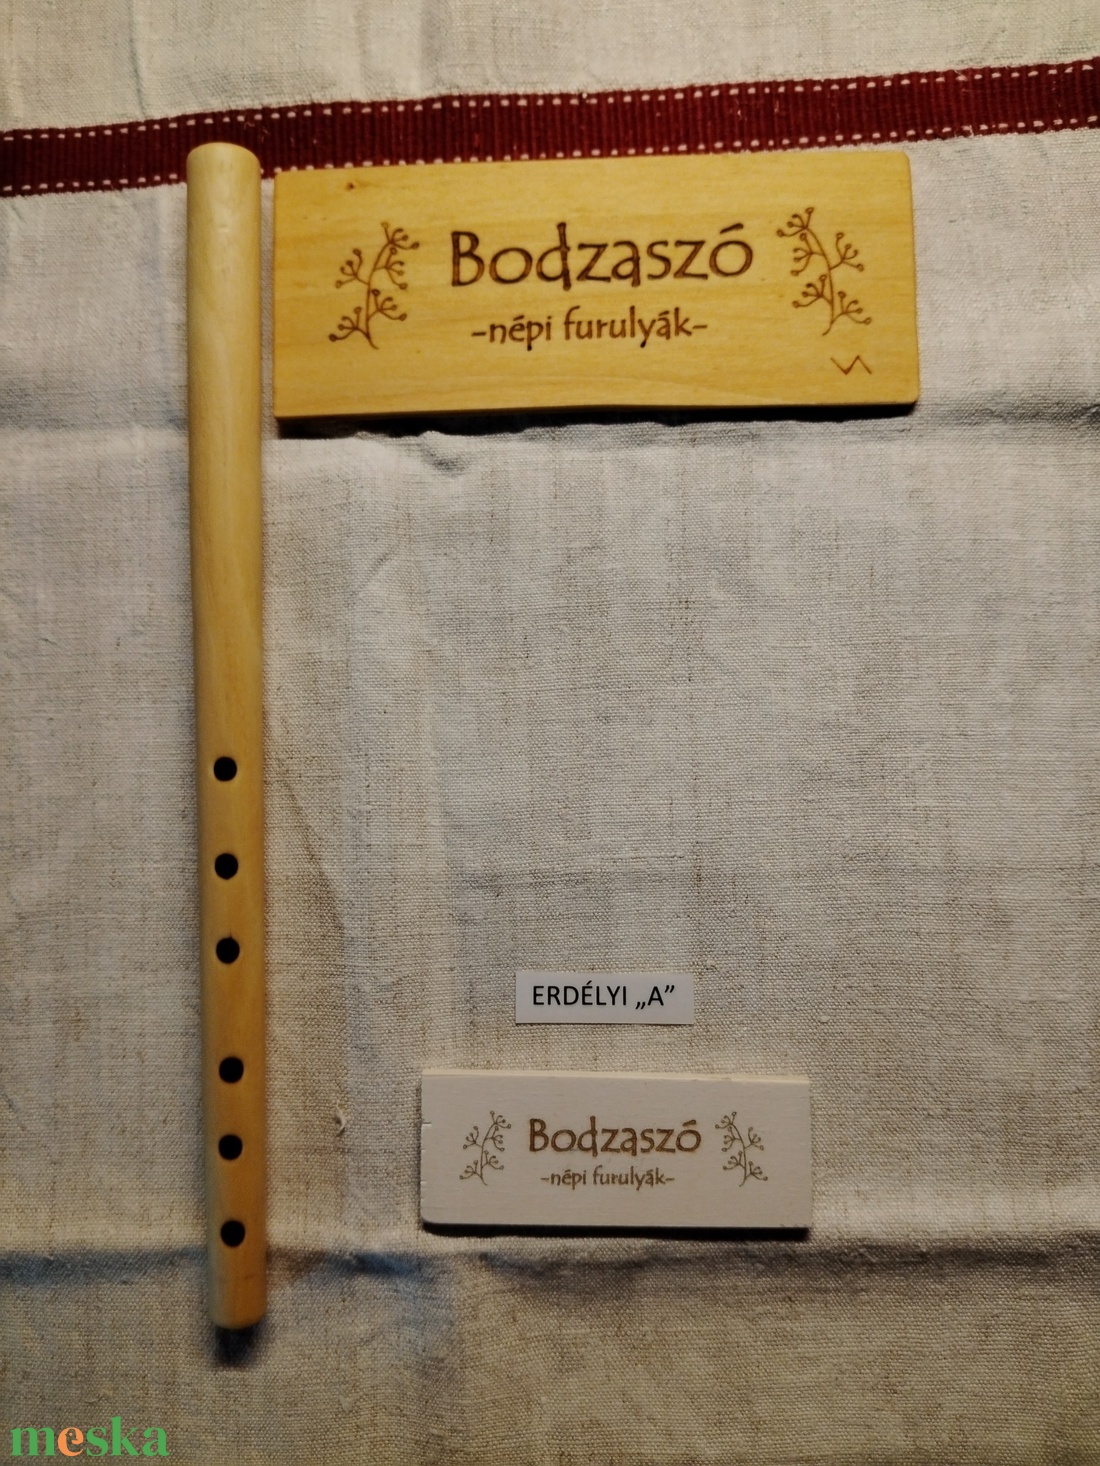 Bodzaszó
-népi furulyák-
ERDÉLYI „A”
Bodzaszó
-népi furulyák-
meska